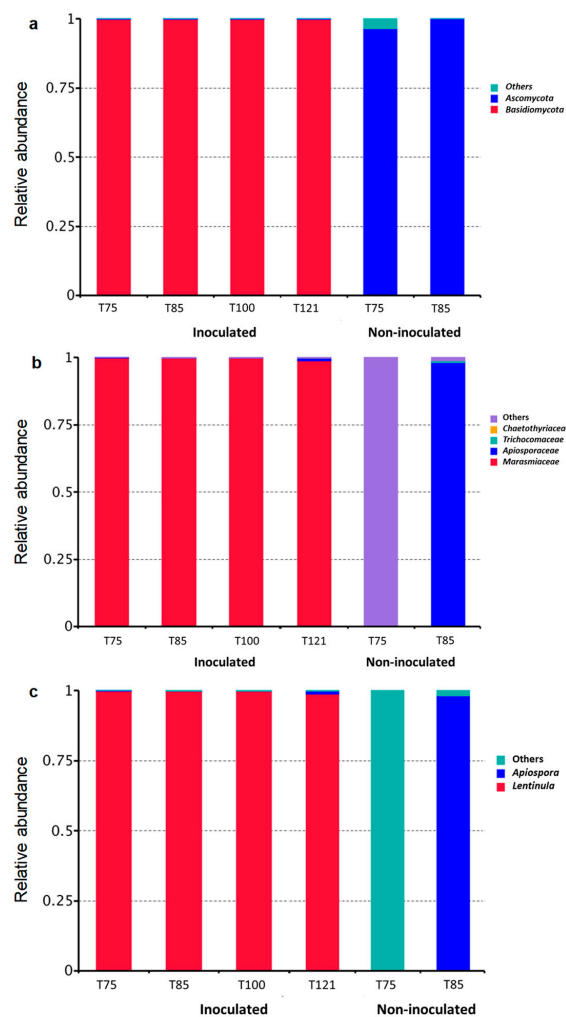 a
Relative abundance
1
0.75
0.5
0.25
0
T75 T85 T100 T121 T75 T85
Inoculated Non-inoculated
Others
Ascomycota
Basidiomycota
b
Relative abundance
1
0.75
0.5
0.25
0
T75 T85 T100 T121 T75 T85
Inoculated Non-inoculated
Others
Chaetothyriacea
Trichocomaceae
Apiosporaceae
Marasmiaceae
c
Relative abundance
1
0.75
0.5
0.25
0
T75 T85 T100 T121 T75 T85
Inoculated Non-inoculated
Others
Apiospora
Lentinula